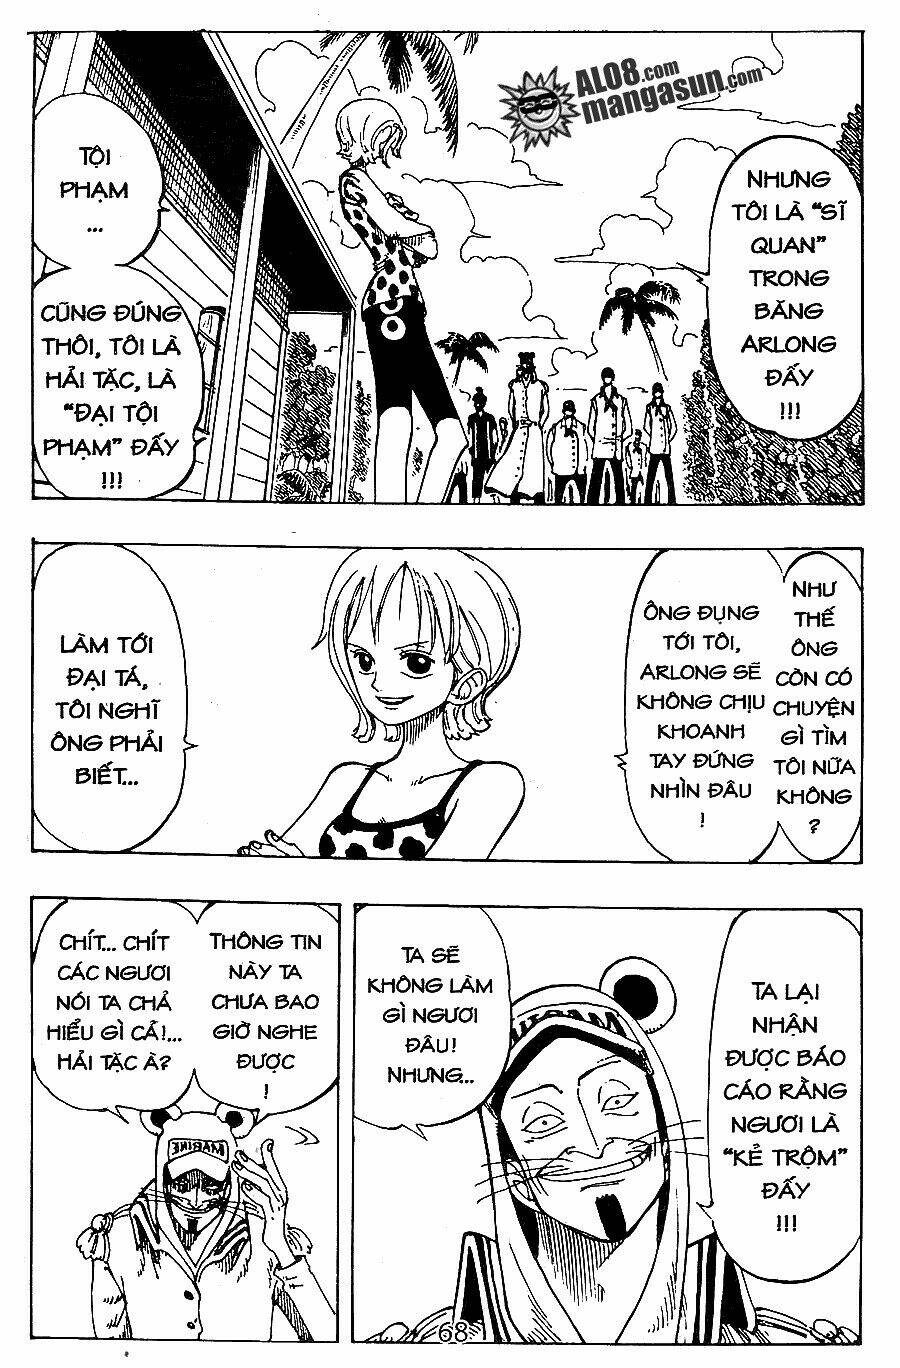 AL08.com
mangasun.com
TỘI
PHẠM
...
CŨNG ĐÚNG
THÔI, TÔI LÀ
HẢI TẶC, LÀ
“ĐẠI TỘI
PHẠM” ĐẤY
!!!
NHƯNG
TÔI LÀ “SĨ
QUAN”
TRONG
BĂNG
ARLONG
ĐẤY
!!!
LÀM TỚI
ĐẠI TÁ,
TÔI NGHĨ
ÔNG PHẢI
BIẾT...
ÔNG ĐỤNG
TỚI TÔI,
ARLONG SẼ
KHÔNG CHỊU
KHOANH
TAY ĐỨNG
NHÌN ĐÂU
!
NHƯ
THẾ
ÔNG
CÒN CÓ
CHUYỆN
GÌ TÌM
TÔI NỮA
KHÔNG
?
CHÍT... CHÍT
CÁC NGƯƠI
NÓI TA CHẢ
HIỂU GÌ CẢ!...
HẢI TẶC À?
THÔNG TIN
NÀY TA
CHƯA BAO
GIỜ NGHE
ĐƯỢC
!
MARINE
TA SẼ
KHÔNG LÀM
GÌ NGƯƠI
ĐÂU!
NHƯNG...
TA LẠI
NHẬN
ĐƯỢC BÁO
CÁO RẰNG
NGƯƠI LÀ
“KẺ TRỘM”
ĐẤY
!!!
68